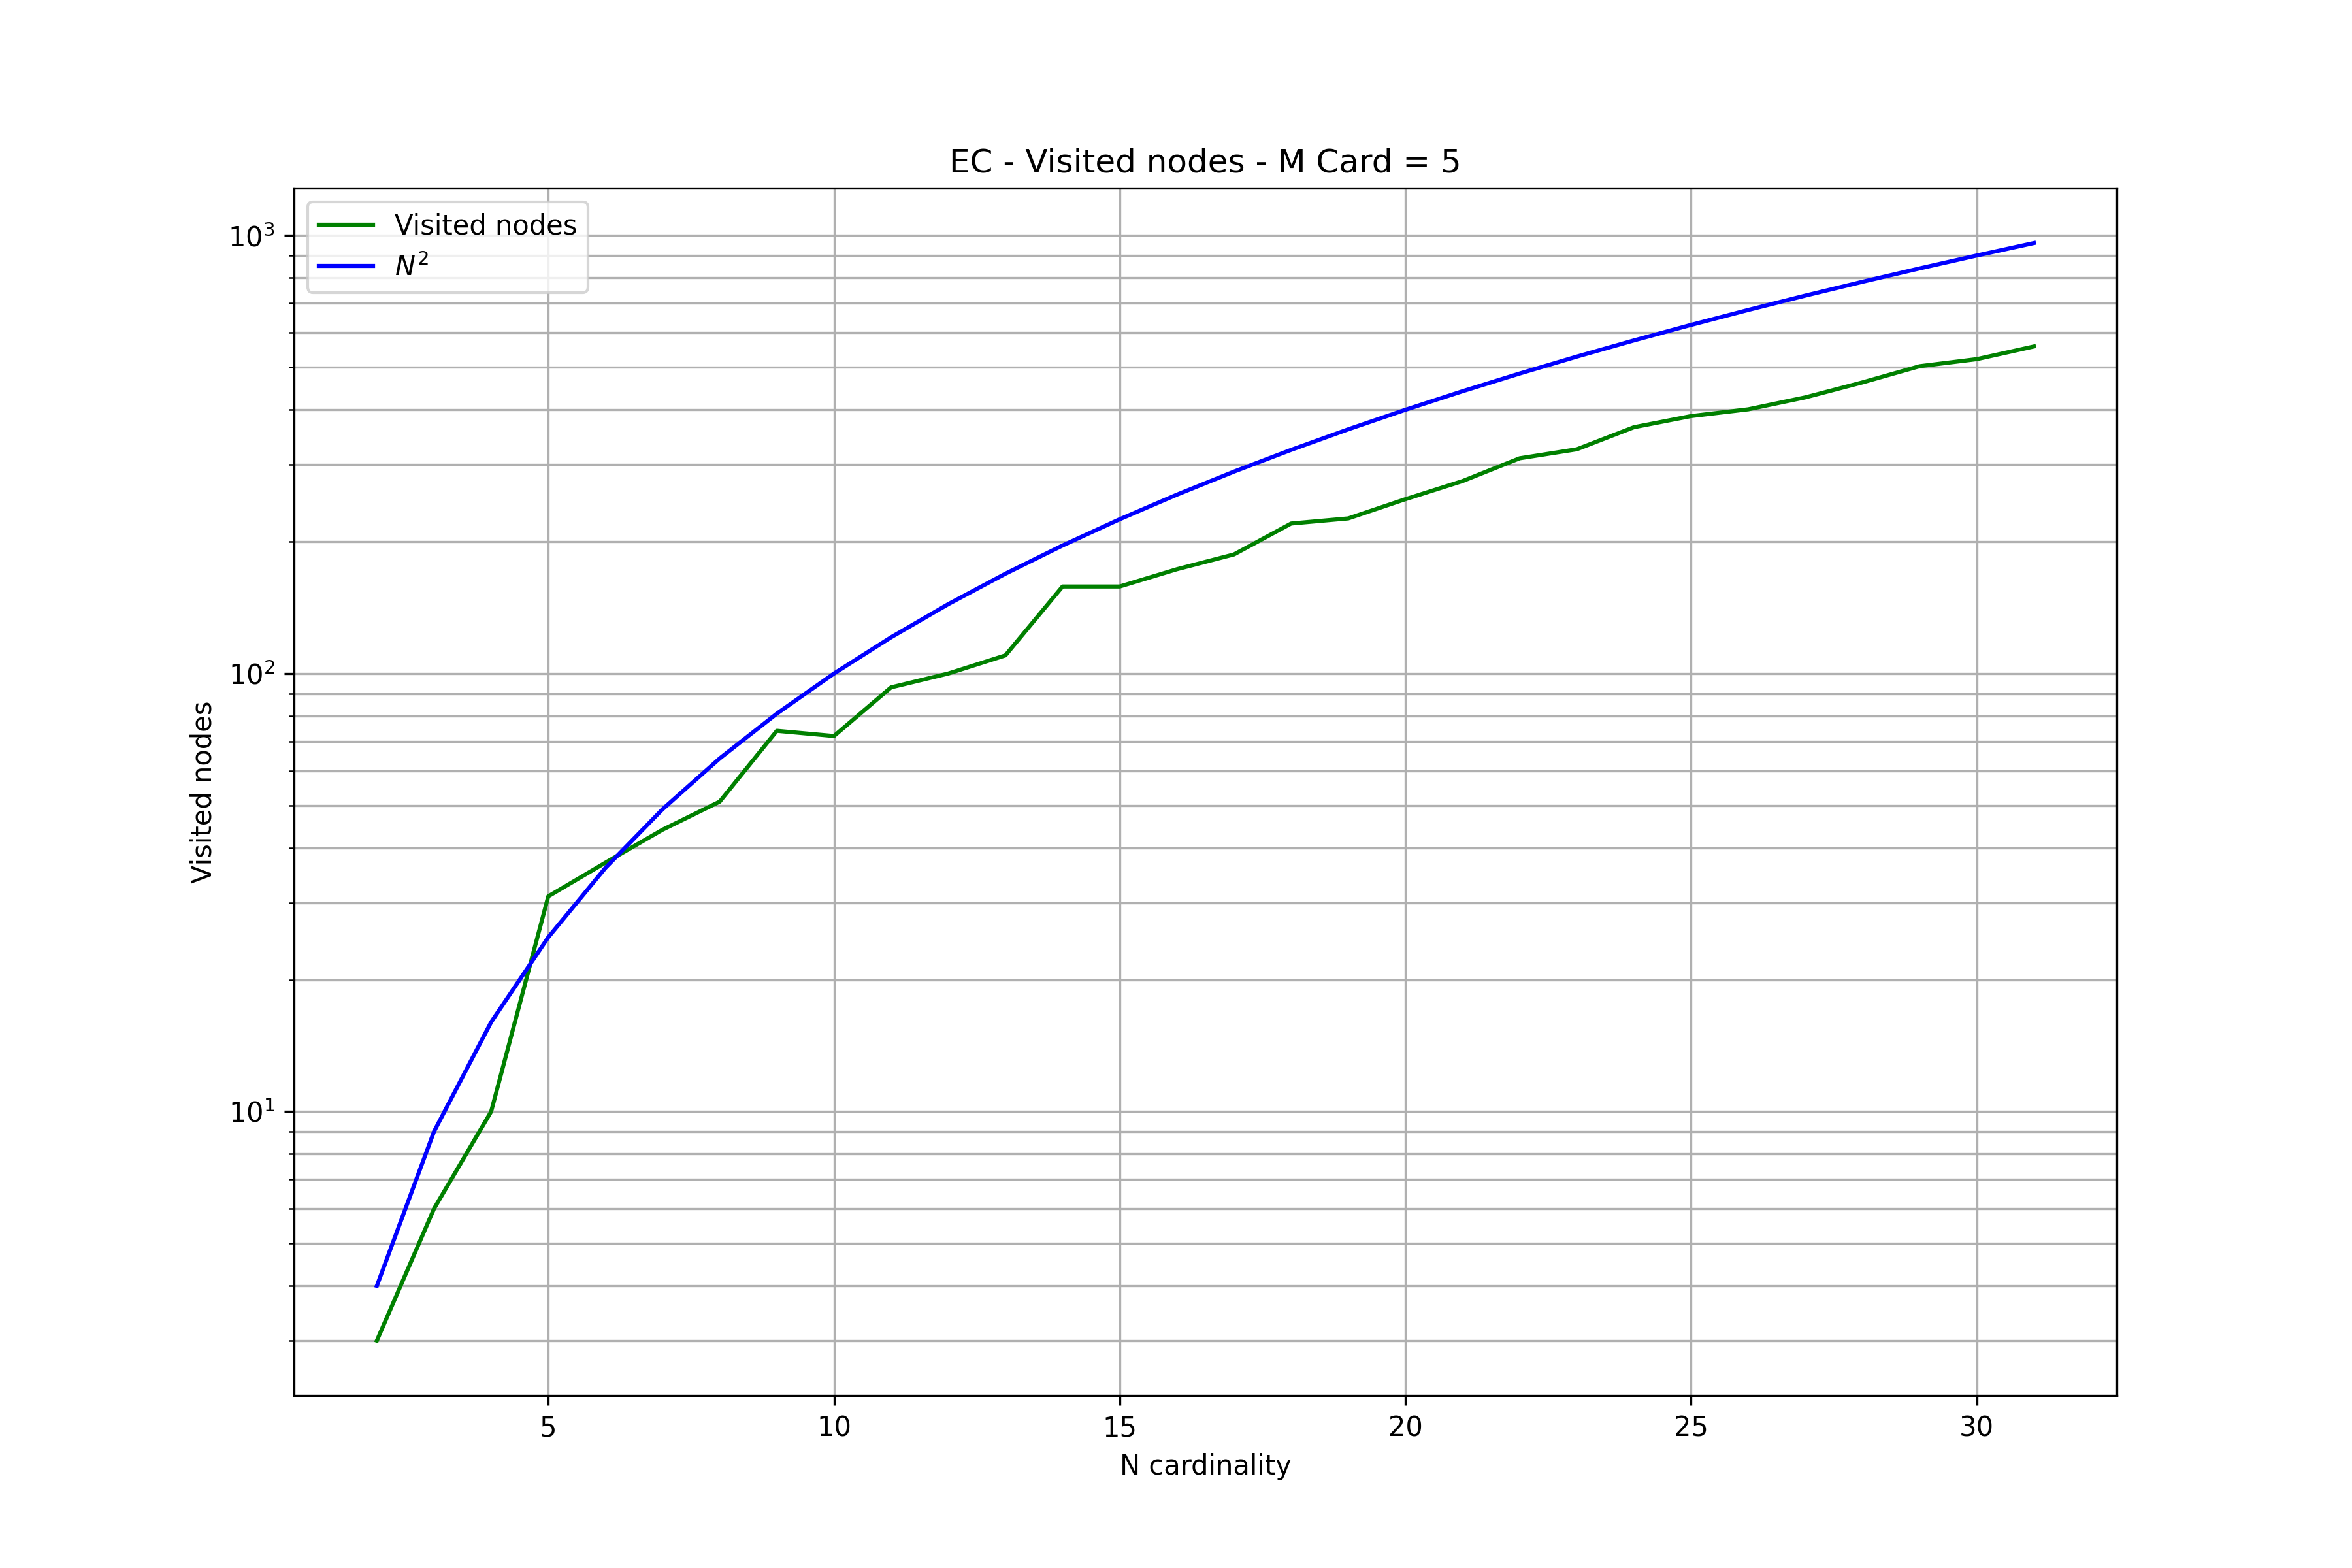 EC - Visited nodes - M Card = 5
Visited nodes
N²
10³
10²
10¹
Visited nodes
5 10 15 20 25 30
N cardinality